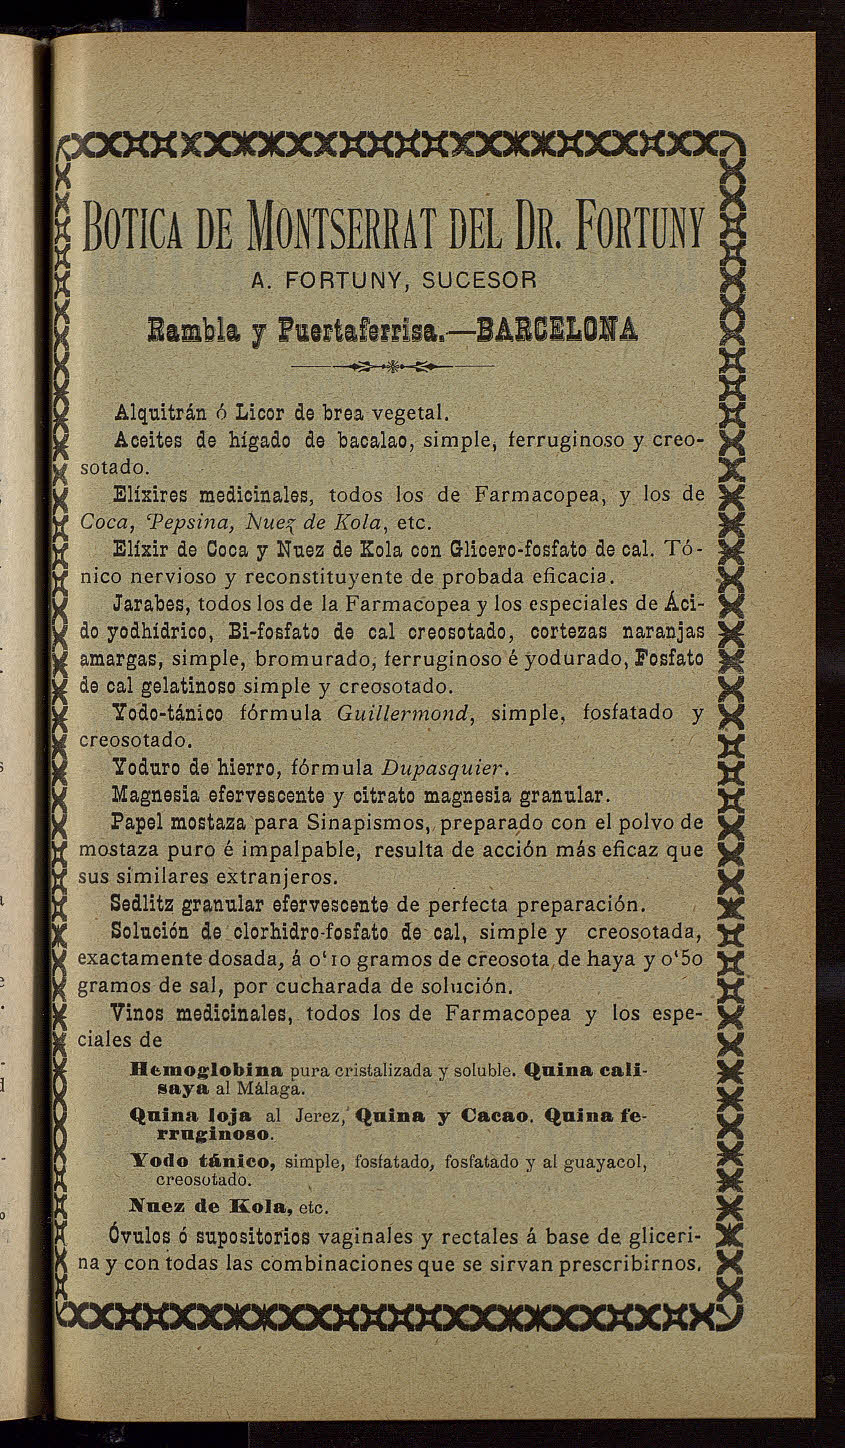 BOTICA DE MONTSERRAT DEL DR. FORTUNY
A. FORTUNY, SUCESOR
Rambla y Puertaferrisa.—BARCELONA
Alquitrán ó Licor de brea vegetal.
Aceites de hígado de bacalao, simple, ferruginoso y creo-
sotado.
Elíxires medicinales, todos los de Farmacopea, y los de
Coca, Pepsina, Nuez de Kola, etc.
Elíxir de Coca y Nuez de Kola con Glicero-fosfato de cal. Tó-
nico nervioso y reconstituyente de probada eficacia.
Jarabes, todos los de la Farmacopea y los especiales de Áci-
do yodhídrico, Bi-fosfato de cal creosotado, cortezas naranjas
amargas, simple, bromurado, ferruginoso é yodurado, Fosfato
de cal gelatinoso simple y creosotado.
Yodo-tánico fórmula Guillermond, simple, fosfatado y
creosotado.
Yoduro de hierro, fórmula Dupasquier.
Magnesia efervescente y citrato magnesia granular.
Papel mostaza para Sinapismos, preparado con el polvo de
mostaza puro é impalpable, resulta de acción más eficaz que
sus similares extranjeros.
Sedlitz granular efervescente de perfecta preparación.
Solución de clorhidro-fosfato de cal, simple y creosotada,
exactamente dosada, á o‘10 gramos de creosota de haya y o‘50
gramos de sal, por cucharada de solución.
Vinos medicinales, todos los de Farmacopea y los espe-
ciales de
Hemoglobina pura cristalizada y soluble. Quina cali-
saya al Málaga.
Quina loja al Jerez, Quina y Cacao. Quina fe-
rruginoso.
Yodo tánico, simple, fosfatado, fosfatado y al guayacol,
creosotado.
Nuez de Kola, etc.
Óvulos ó supositorios vaginales y rectales á base de gliceri-
na y con todas las combinaciones que se sirvan prescribirnos.